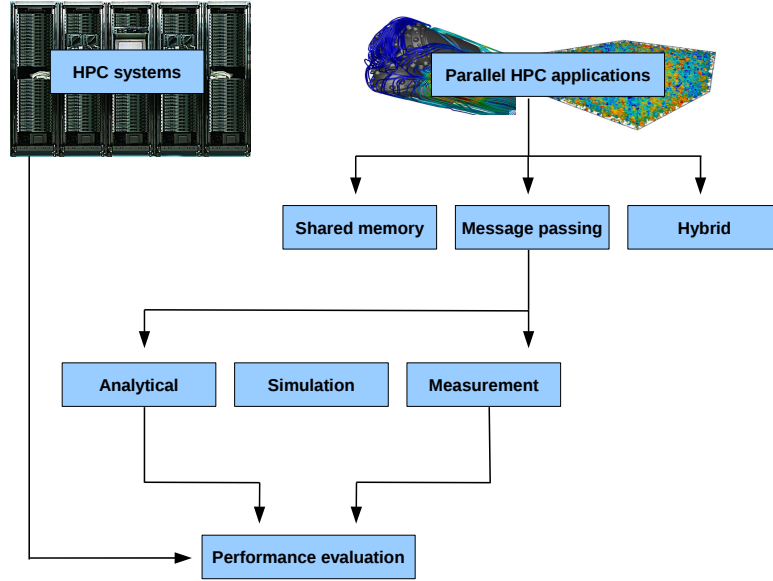 HPC systems
Parallel HPC applications
Shared memory
Message passing
Hybrid
Analytical
Simulation
Measurement
Performance evaluation